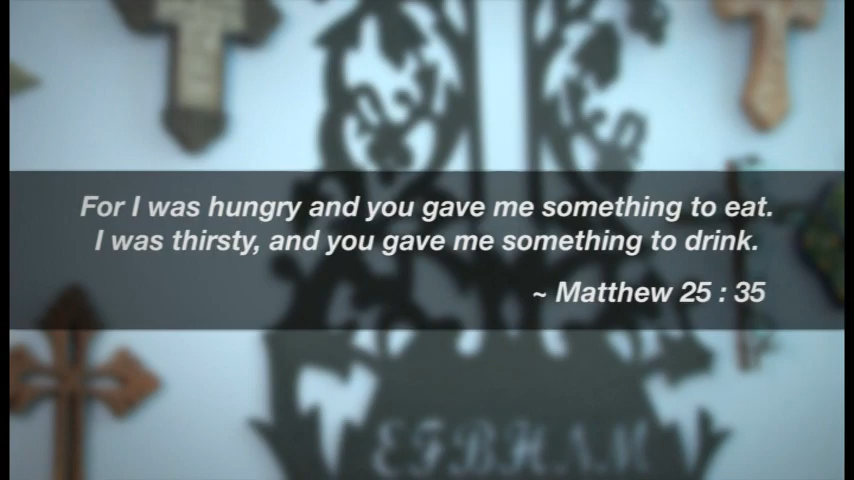 For I was hungry and you gave me something to eat.
I was thirsty, and you gave me something to drink.
~ Matthew 25 : 35